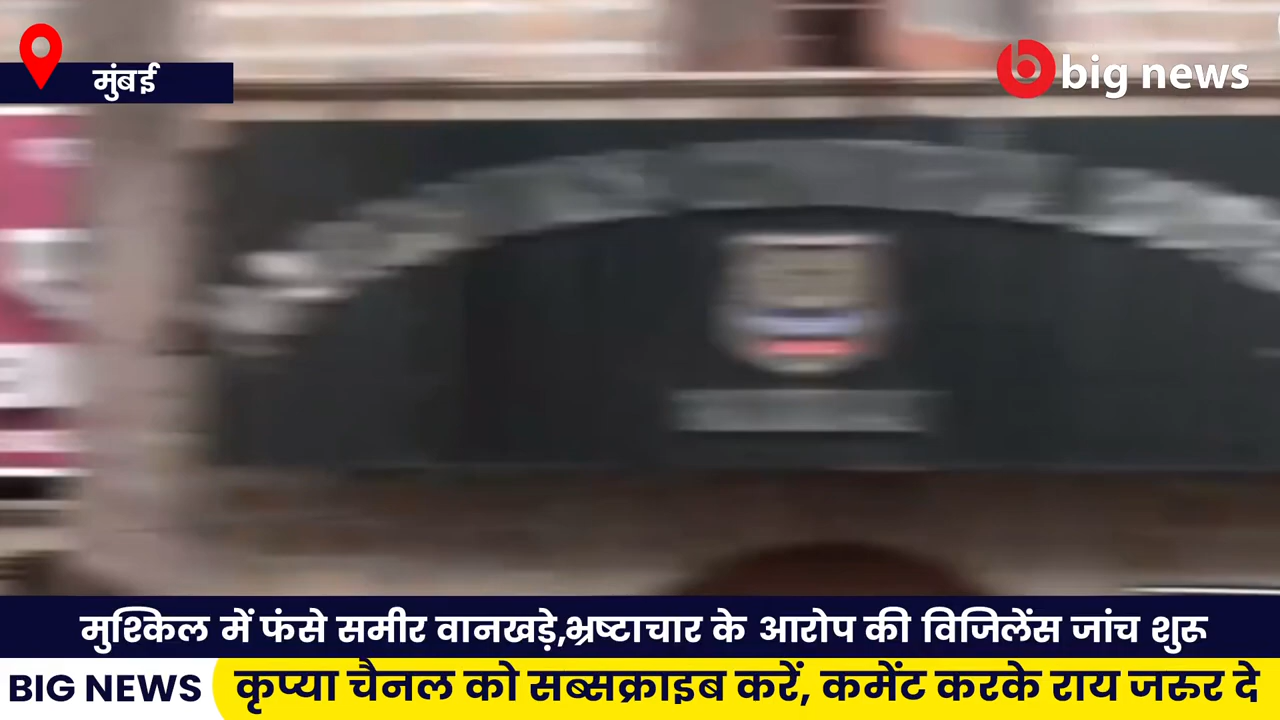 मुंबई
big news
मुश्किल में फंसे समीर वानखड़े,भ्रष्टाचार के आरोप की विजिलेंस जांच शुरू
BIG NEWS
कृप्या चैनल को सब्सक्राइब करें, कमेंट करके राय जरुर दे